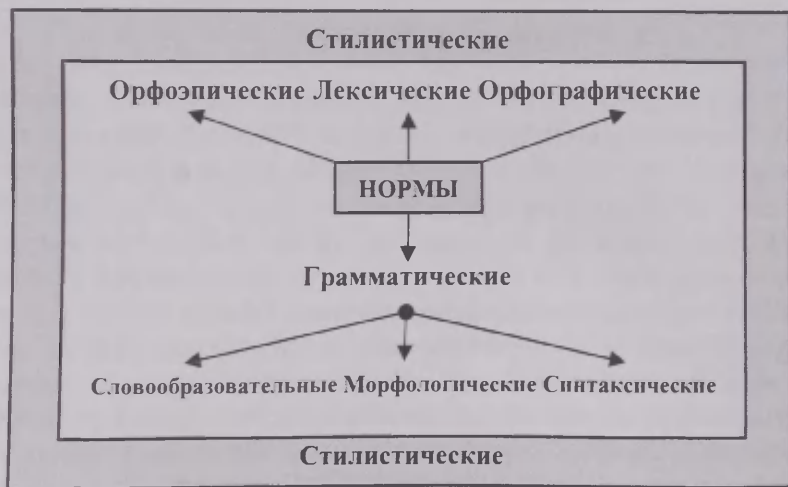 Стилистические
Орфоэпические Лексические Орфографические
НОРМЫ
Грамматические
Словообразовательные Морфологические Синтаксические
Стилистические